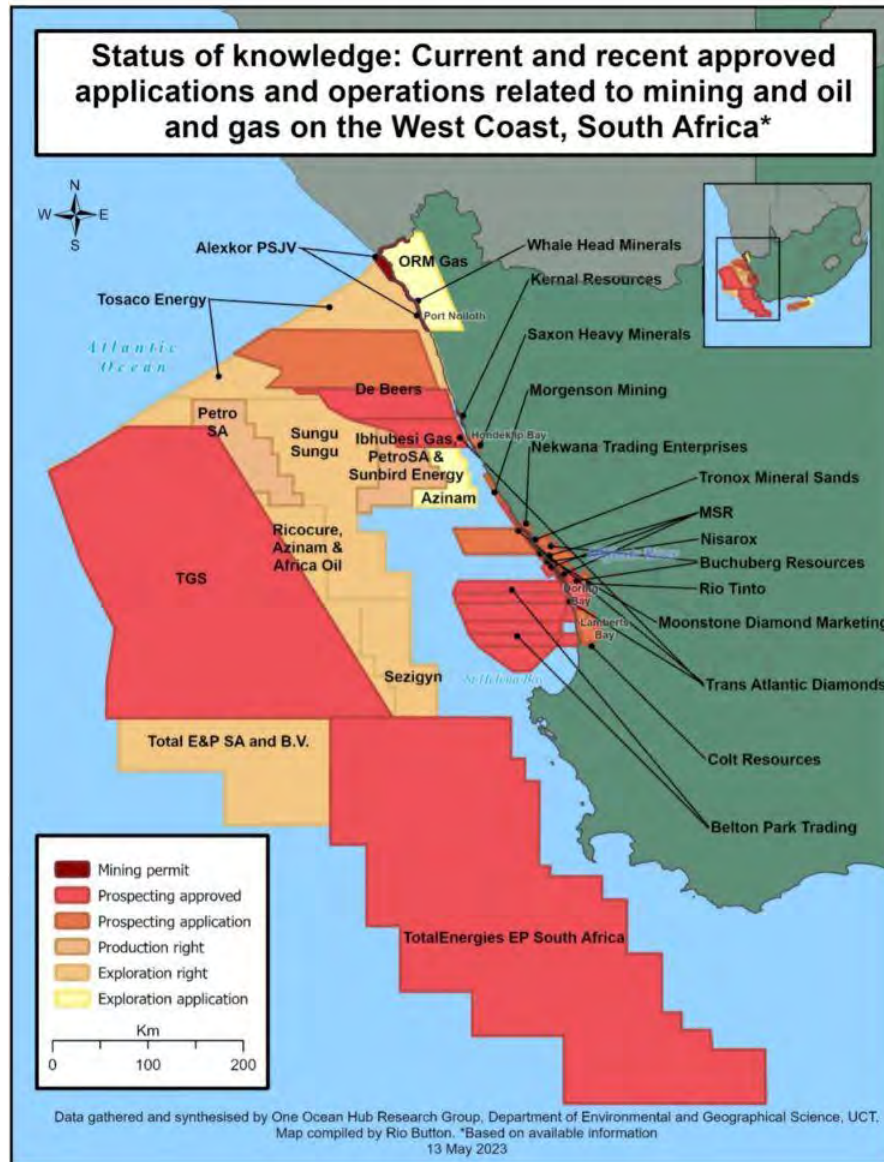 Status of knowledge: Current and recent approved
applications and operations related to mining and oil
and gas on the West Coast, South Africa*
N
W E
S
Alexkor PSJV
ORM Gas
Whale Head Minerals
Kernal Resources
Tosaco Energy
Port Nolloth
Saxon Heavy Minerals
Atlantic
Ocean
De Beers
Morgenson Mining
Petro
SA
Sungu
Sungu
Ibhubesi Gas,
PetroSA &
Sunbird Energy
Hondeklip Bay
Nekwana Trading Enterprises
Azinam
Tronox Mineral Sands
MSR
Nisarox
Ricocure,
Azinam &
Africa Oil
Buchuberg Resources
TGS
Rio Tinto
Doring
Bay
Moonstone Diamond Marketing
Lamberts
Bay
Sezigyn
St Helena Bay
Trans Atlantic Diamonds
Total E&P SA and B.V.
Colt Resources
Belton Park Trading
Mining permit
Prospecting approved
Prospecting application
Production right
Exploration right
Exploration application
TotalEnergies EP South Africa
Km
0 100 200
Data gathered and synthesised by One Ocean Hub Research Group, Department of Environmental and Geographical Science, UCT.
Map compiled by Rio Button. *Based on available information
13 May 2023